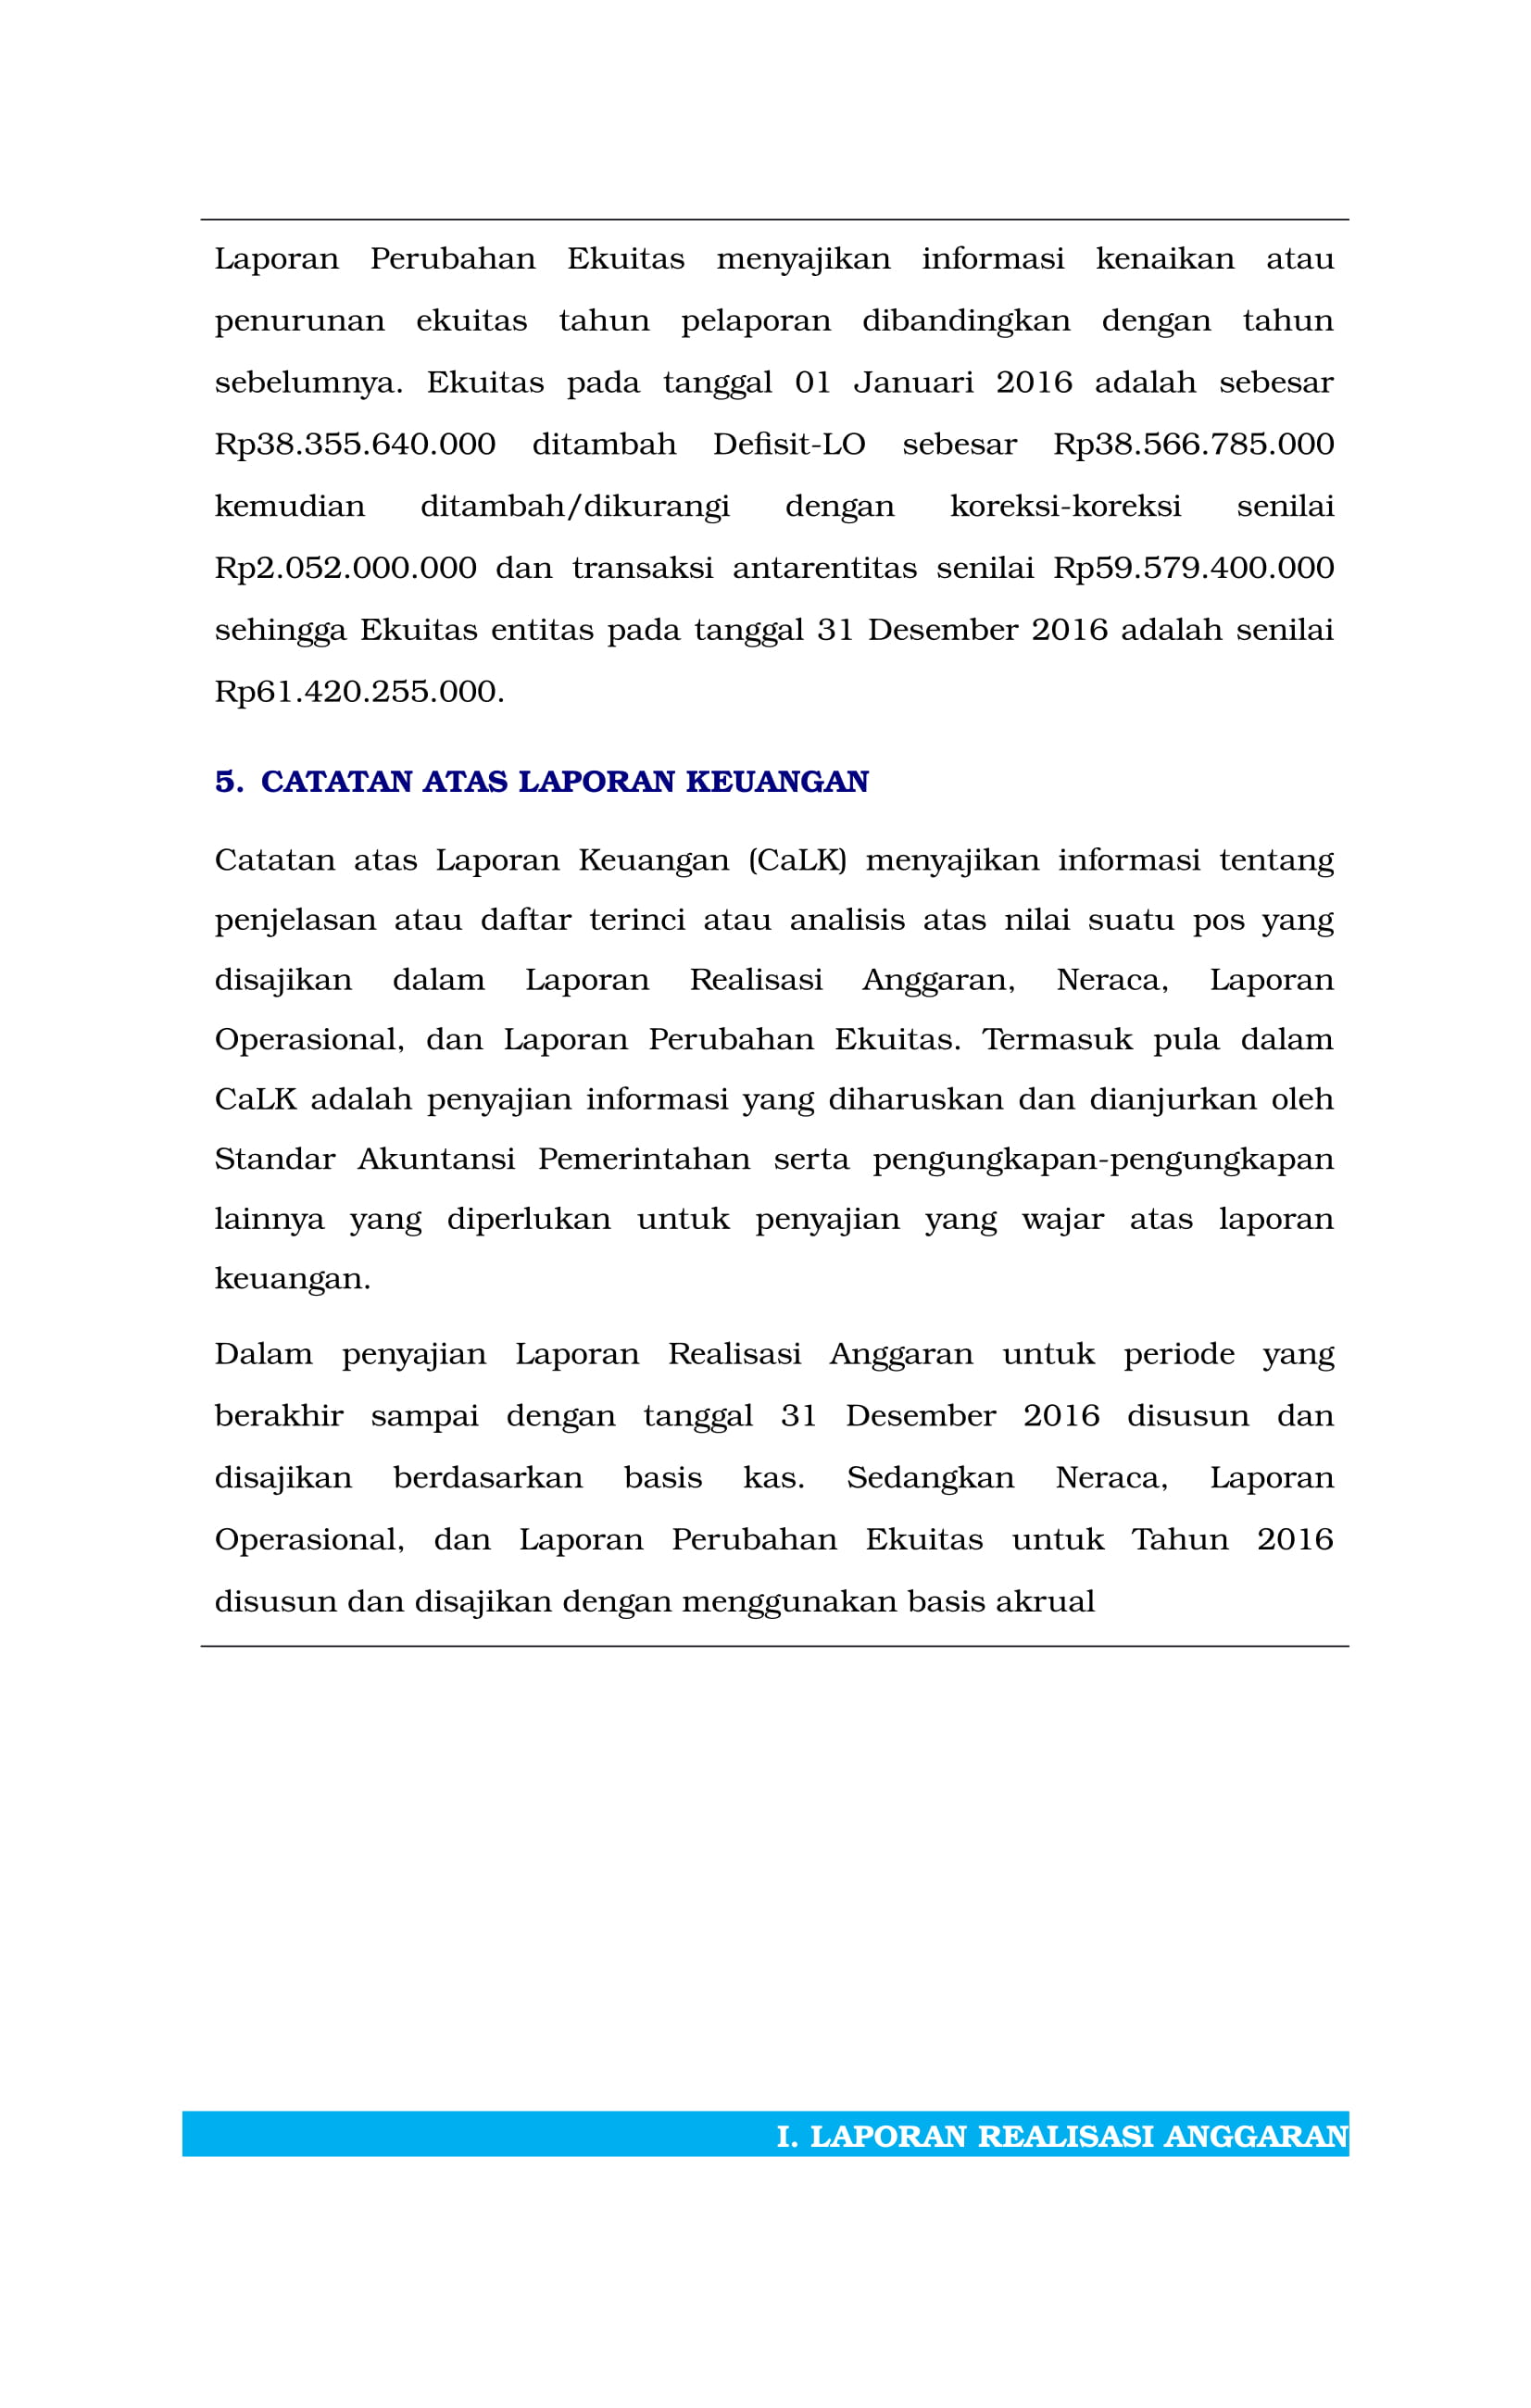 Laporan Perubahan Ekuitas menyajikan informasi kenaikan atau
penurunan ekuitas tahun pelaporan dibandingkan dengan tahun
sebelumnya. Ekuitas pada tanggal 01 Januari 2016 adalah sebesar
Rp38.355.640.000 ditambah Defisit-LO sebesar Rp38.566.785.000
kemudian ditambah/dikurangi dengan koreksi-koreksi senilai
Rp2.052.000.000 dan transaksi antarentitas senilai Rp59.579.400.000
sehingga Ekuitas entitas pada tanggal 31 Desember 2016 adalah senilai
Rp61.420.255.000.
5. CATATAN ATAS LAPORAN KEUANGAN
Catatan atas Laporan Keuangan (CaLK) menyajikan informasi tentang
penjelasan atau daftar terinci atau analisis atas nilai suatu pos yang
disajikan dalam Laporan Realisasi Anggaran, Neraca, Laporan
Operasional, dan Laporan Perubahan Ekuitas. Termasuk pula dalam
CaLK adalah penyajian informasi yang diharuskan dan dianjurkan oleh
Standar Akuntansi Pemerintahan serta pengungkapan-pengungkapan
lainnya yang diperlukan untuk penyajian yang wajar atas laporan
keuangan.
Dalam penyajian Laporan Realisasi Anggaran untuk periode yang
berakhir sampai dengan tanggal 31 Desember 2016 disusun dan
disajikan berdasarkan basis kas. Sedangkan Neraca, Laporan
Operasional, dan Laporan Perubahan Ekuitas untuk Tahun 2016
disusun dan disajikan dengan menggunakan basis akrual
I. LAPORAN REALISASI ANGGARAN